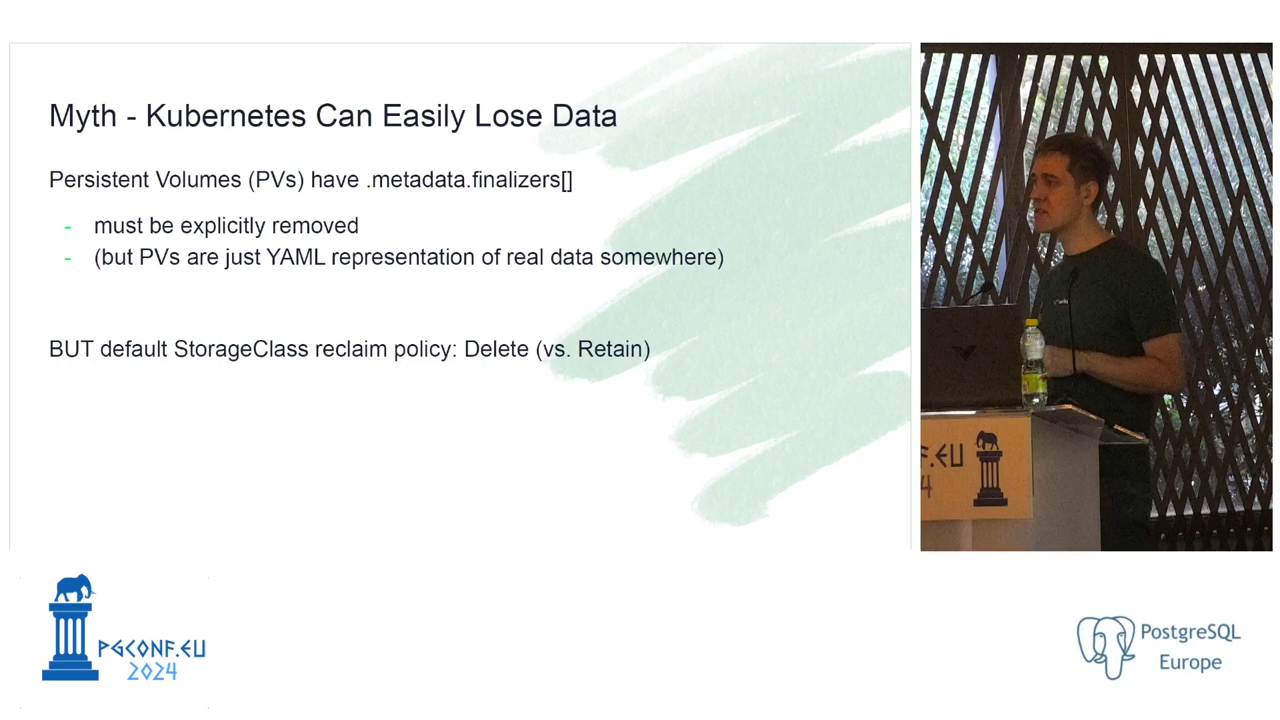 Myth - Kubernetes Can Easily Lose Data
Persistent Volumes (PVs) have .metadata.finalizers[]
- must be explicitly removed
- (but PVs are just YAML representation of real data somewhere)
BUT default StorageClass reclaim policy: Delete (vs. Retain)
F.EU
4
PGCONF.EU
2024
PostgreSQL
Europe